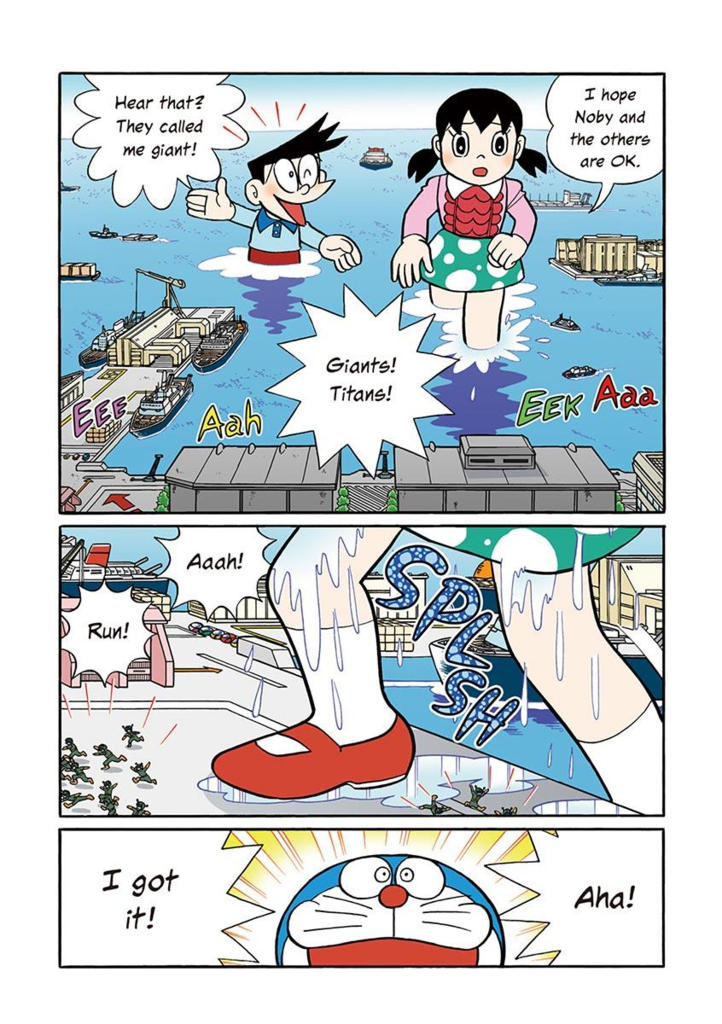 Hear that?
They called
me giant!
I hope
Noby and
the others
are OK.
Giants!
Titans!
EEE
Aah
EEK
Aaa
Aaah!
Run!
SPLSH
I got
it!
Aha!